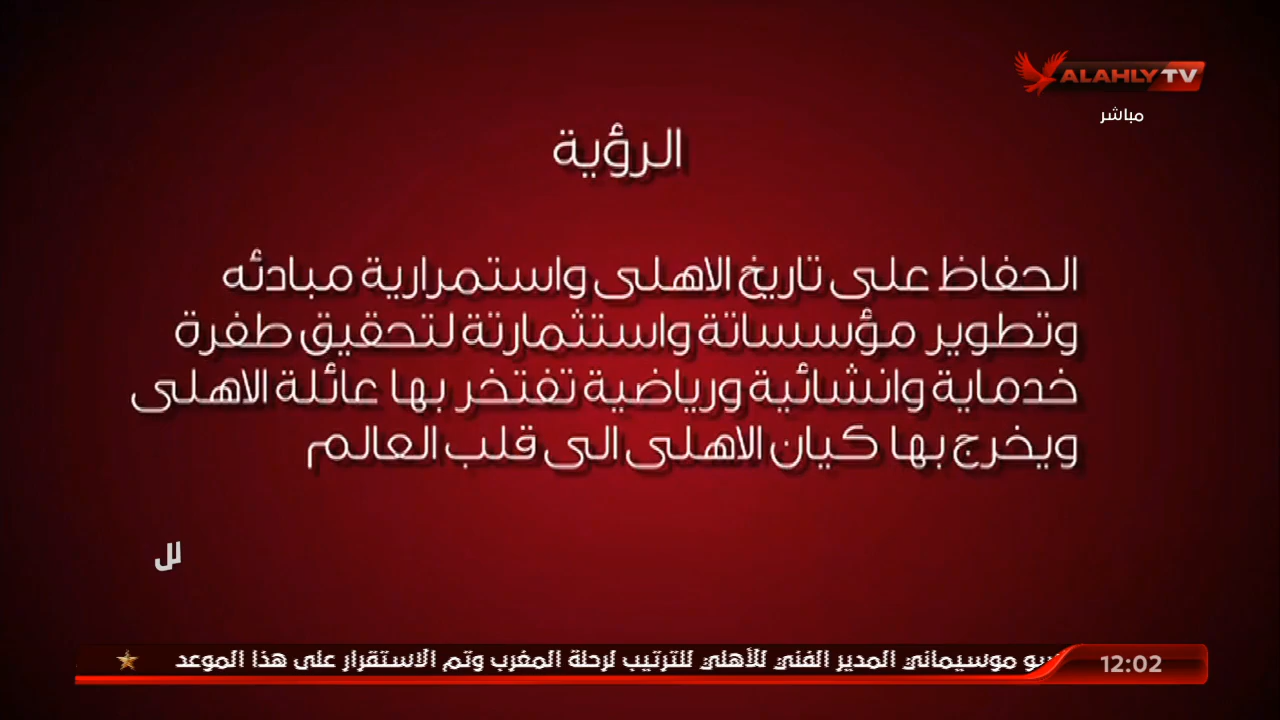 ALAHLY TV
مباشر
الرؤية
الحفاظ على تاريخ الاهلى واستمرارية مبادئه
وتطوير مؤسساتة واستثمارتة لتحقيق طفرة
خدماية وانشائية ورياضية تفتخر بها عائلة الاهلى
ويخرج بها كيان الاهلى الى قلب العالم
موسيماني المدير الفني للأهلي للترتيب لرحلة المغرب وتم الاستقرار على هذا الموعد
12:02